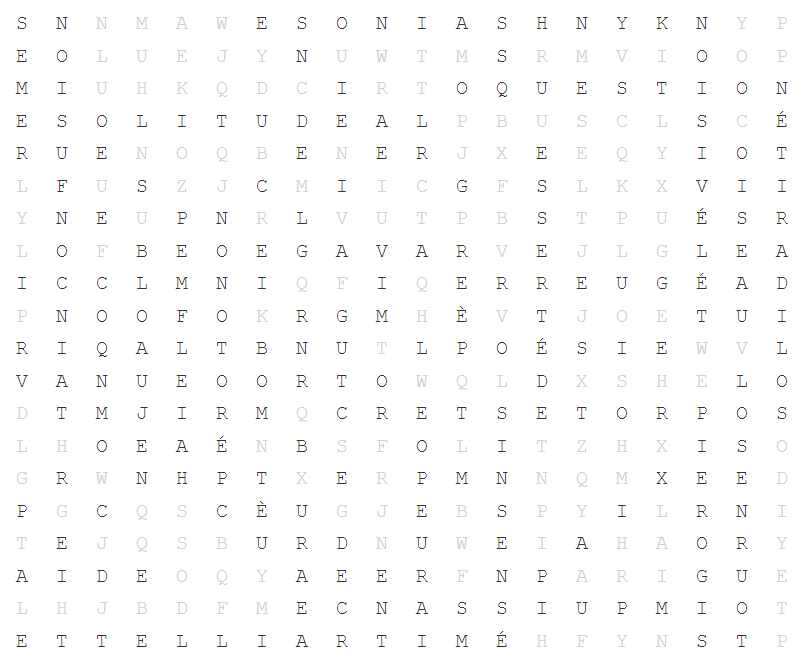 S N N M A W E S O N I A S H N Y K N Y P
E O L U E J Y N U W T M S R M V I O O P
M I U H K Q D C I R T O Q U E S T I O N
E S O L I T U D E A L P B U S C L S C É
R U E N O Q B E N E R J X E E Q Y I O T
L F U S Z J C M I I C G F S L K X V I I
Y N E U P N R L V U T P B S T P U É S R
L O F B E O E G A V A R V E J L G L E A
I C C L M N I Q F I Q E R R E U G É A D
P N O O F O K R G M H È V T J O E T U I
R I Q A L T B N U T L P O É S I E W V L
V A N U E O O R T O W Q L D X S H E L O
D T M J I R M Q C R E T S E T O R P O S
L H O E A É N B S F O L I T Z H X I S O
G R W N H P T X E R P M N N Q M X E E D
P G C Q S C È U G J E B S P Y I L R N I
T E J Q S B U R D N U W E I A H A O R Y
A I D E O Q Y A E E R F N P A R I G U E
L H J B D F M E C N A S S I U P M I O T
E T T E L L I A R T I M É H F Y N S T P